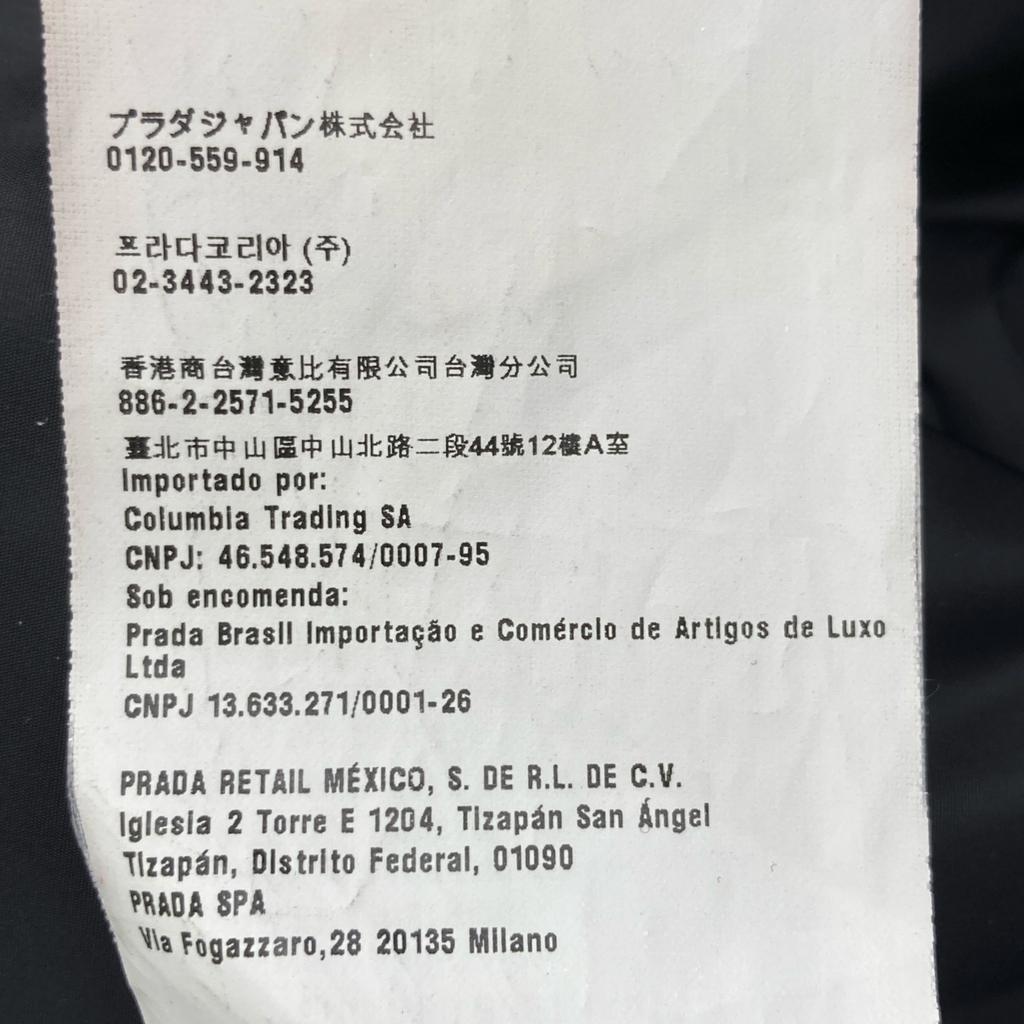 プラダジャパン株式会社
0120-559-914
프라다코리아 (주)
02-3443-2323
香港商台灣意比有限公司台灣分公司
886-2-2571-5255
臺北市中山區中山北路二段44號12樓A室
Importado por:
Columbia Trading SA
CNPJ: 46.548.574/0007-95
Sob encomenda:
Prada Brasil Importação e Comércio de Artigos de Luxo
Ltda
CNPJ 13.633.271/0001-26
PRADA RETAIL MÉXICO, S. DE R.L. DE C.V.
Iglesia 2 Torre E 1204, Tizapán San Ángel
Tizapán, Distrito Federal, 01090
PRADA SPA
Via Fogazzaro,28 20135 Milano